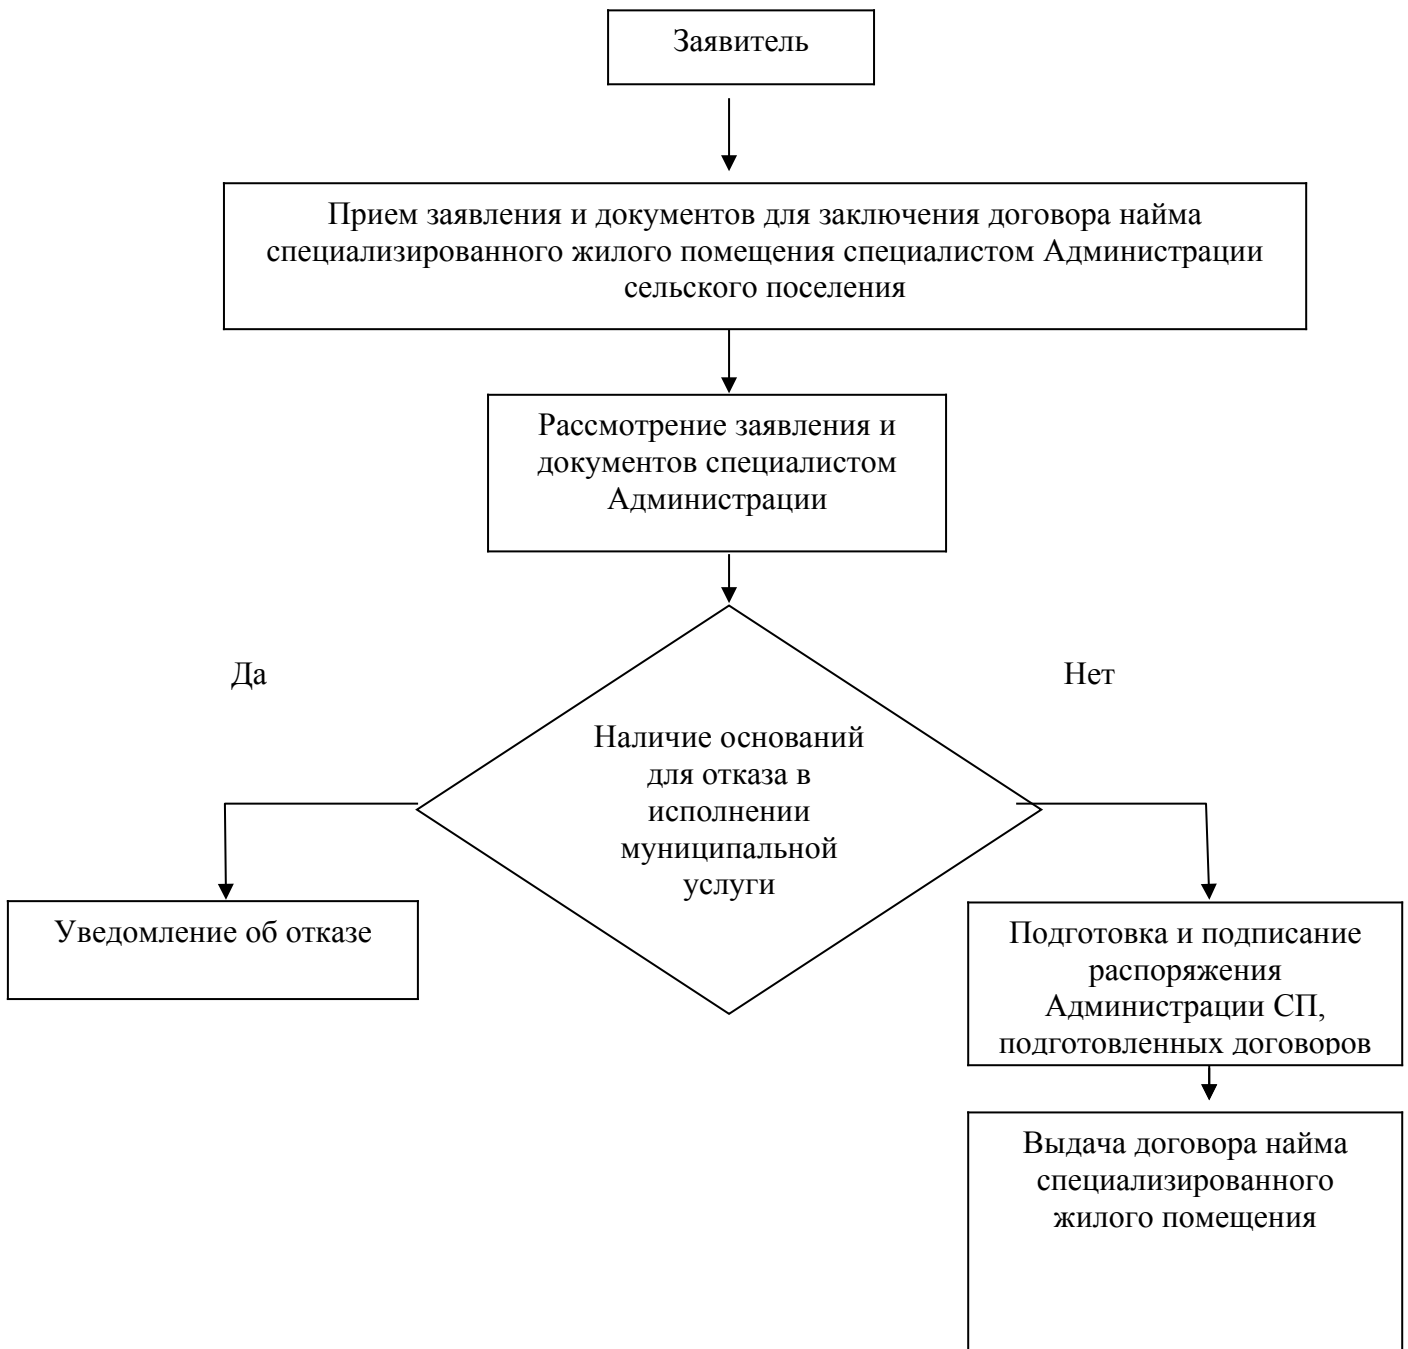 Заявитель
Прием заявления и документов для заключения договора найма
специализированного жилого помещения специалистом Администрации
сельского поселения
Рассмотрение заявления и
документов специалистом
Администрации
Да
Нет
Наличие оснований
для отказа в
исполнении
муниципальной
услуги
Уведомление об отказе
Подготовка и подписание
распоряжения
Администрации СП,
подготовленных договоров
Выдача договора найма
специализированного
жилого помещения